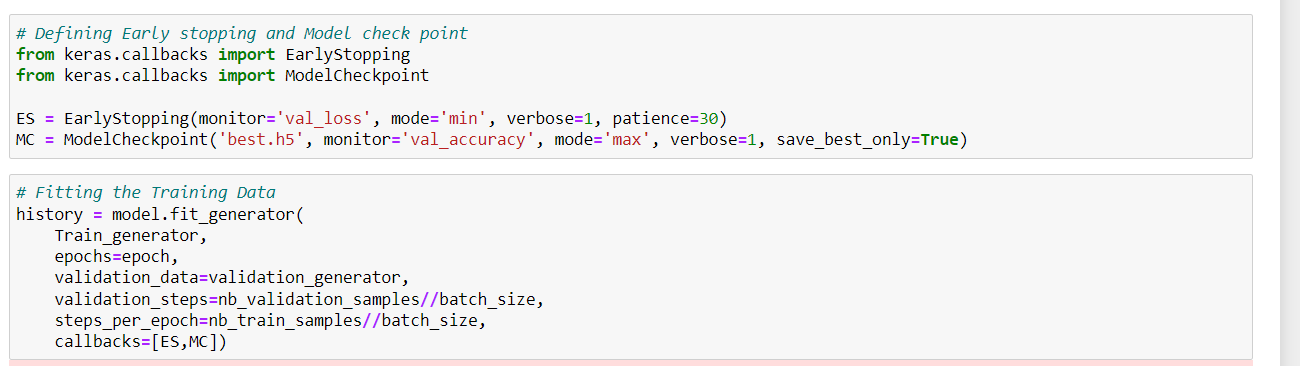 # Defining Early stopping and Model check point
from keras.callbacks import EarlyStopping
from keras.callbacks import ModelCheckpoint
ES = EarlyStopping(monitor='val_loss', mode='min', verbose=1, patience=30)
MC = ModelCheckpoint('best.h5', monitor='val_accuracy', mode='max', verbose=1, save_best_only=True)
# Fitting the Training Data
history = model.fit_generator(
    Train_generator,
    epochs=epoch,
    validation_data=validation_generator,
    validation_steps=nb_validation_samples//batch_size,
    steps_per_epoch=nb_train_samples//batch_size,
    callbacks=[ES,MC])